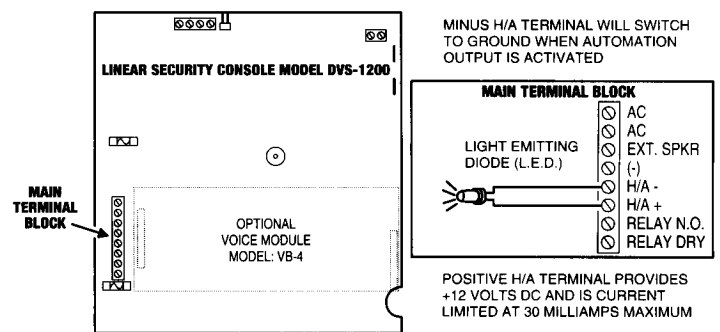 LINEAR SECURITY CONSOLE MODEL DVS-1200
MAIN
TERMINAL
BLOCK
OPTIONAL
VOICE MODULE
MODEL: VB-4
MINUS H/A TERMINAL WILL SWITCH
TO GROUND WHEN AUTOMATION
OUTPUT IS ACTIVATED
MAIN TERMINAL BLOCK
LIGHT EMITTING
DIODE (L.E.D.)
AC
AC
EXT. SPKR
(-)
H/A -
H/A +
RELAY N.O.
RELAY DRY
POSITIVE H/A TERMINAL PROVIDES
+12 VOLTS DC AND IS CURRENT
LIMITED AT 30 MILLIAMPS MAXIMUM